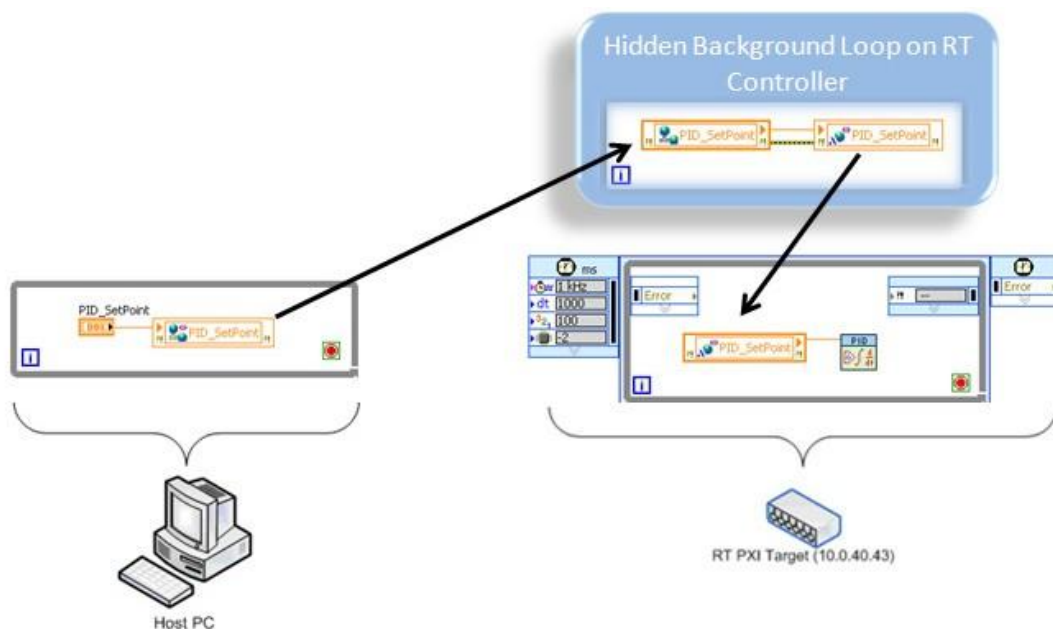 Hidden Background Loop on RT
Controller
PID_SetPoint
PID_SetPoint
i
PID_SetPoint
DBL
PID_SetPoint
i
ms
1 kHz
dt 1000
100
-2
Error
Error
PID_SetPoint
PID
i
Host PC
RT PXI Target (10.0.40.43)